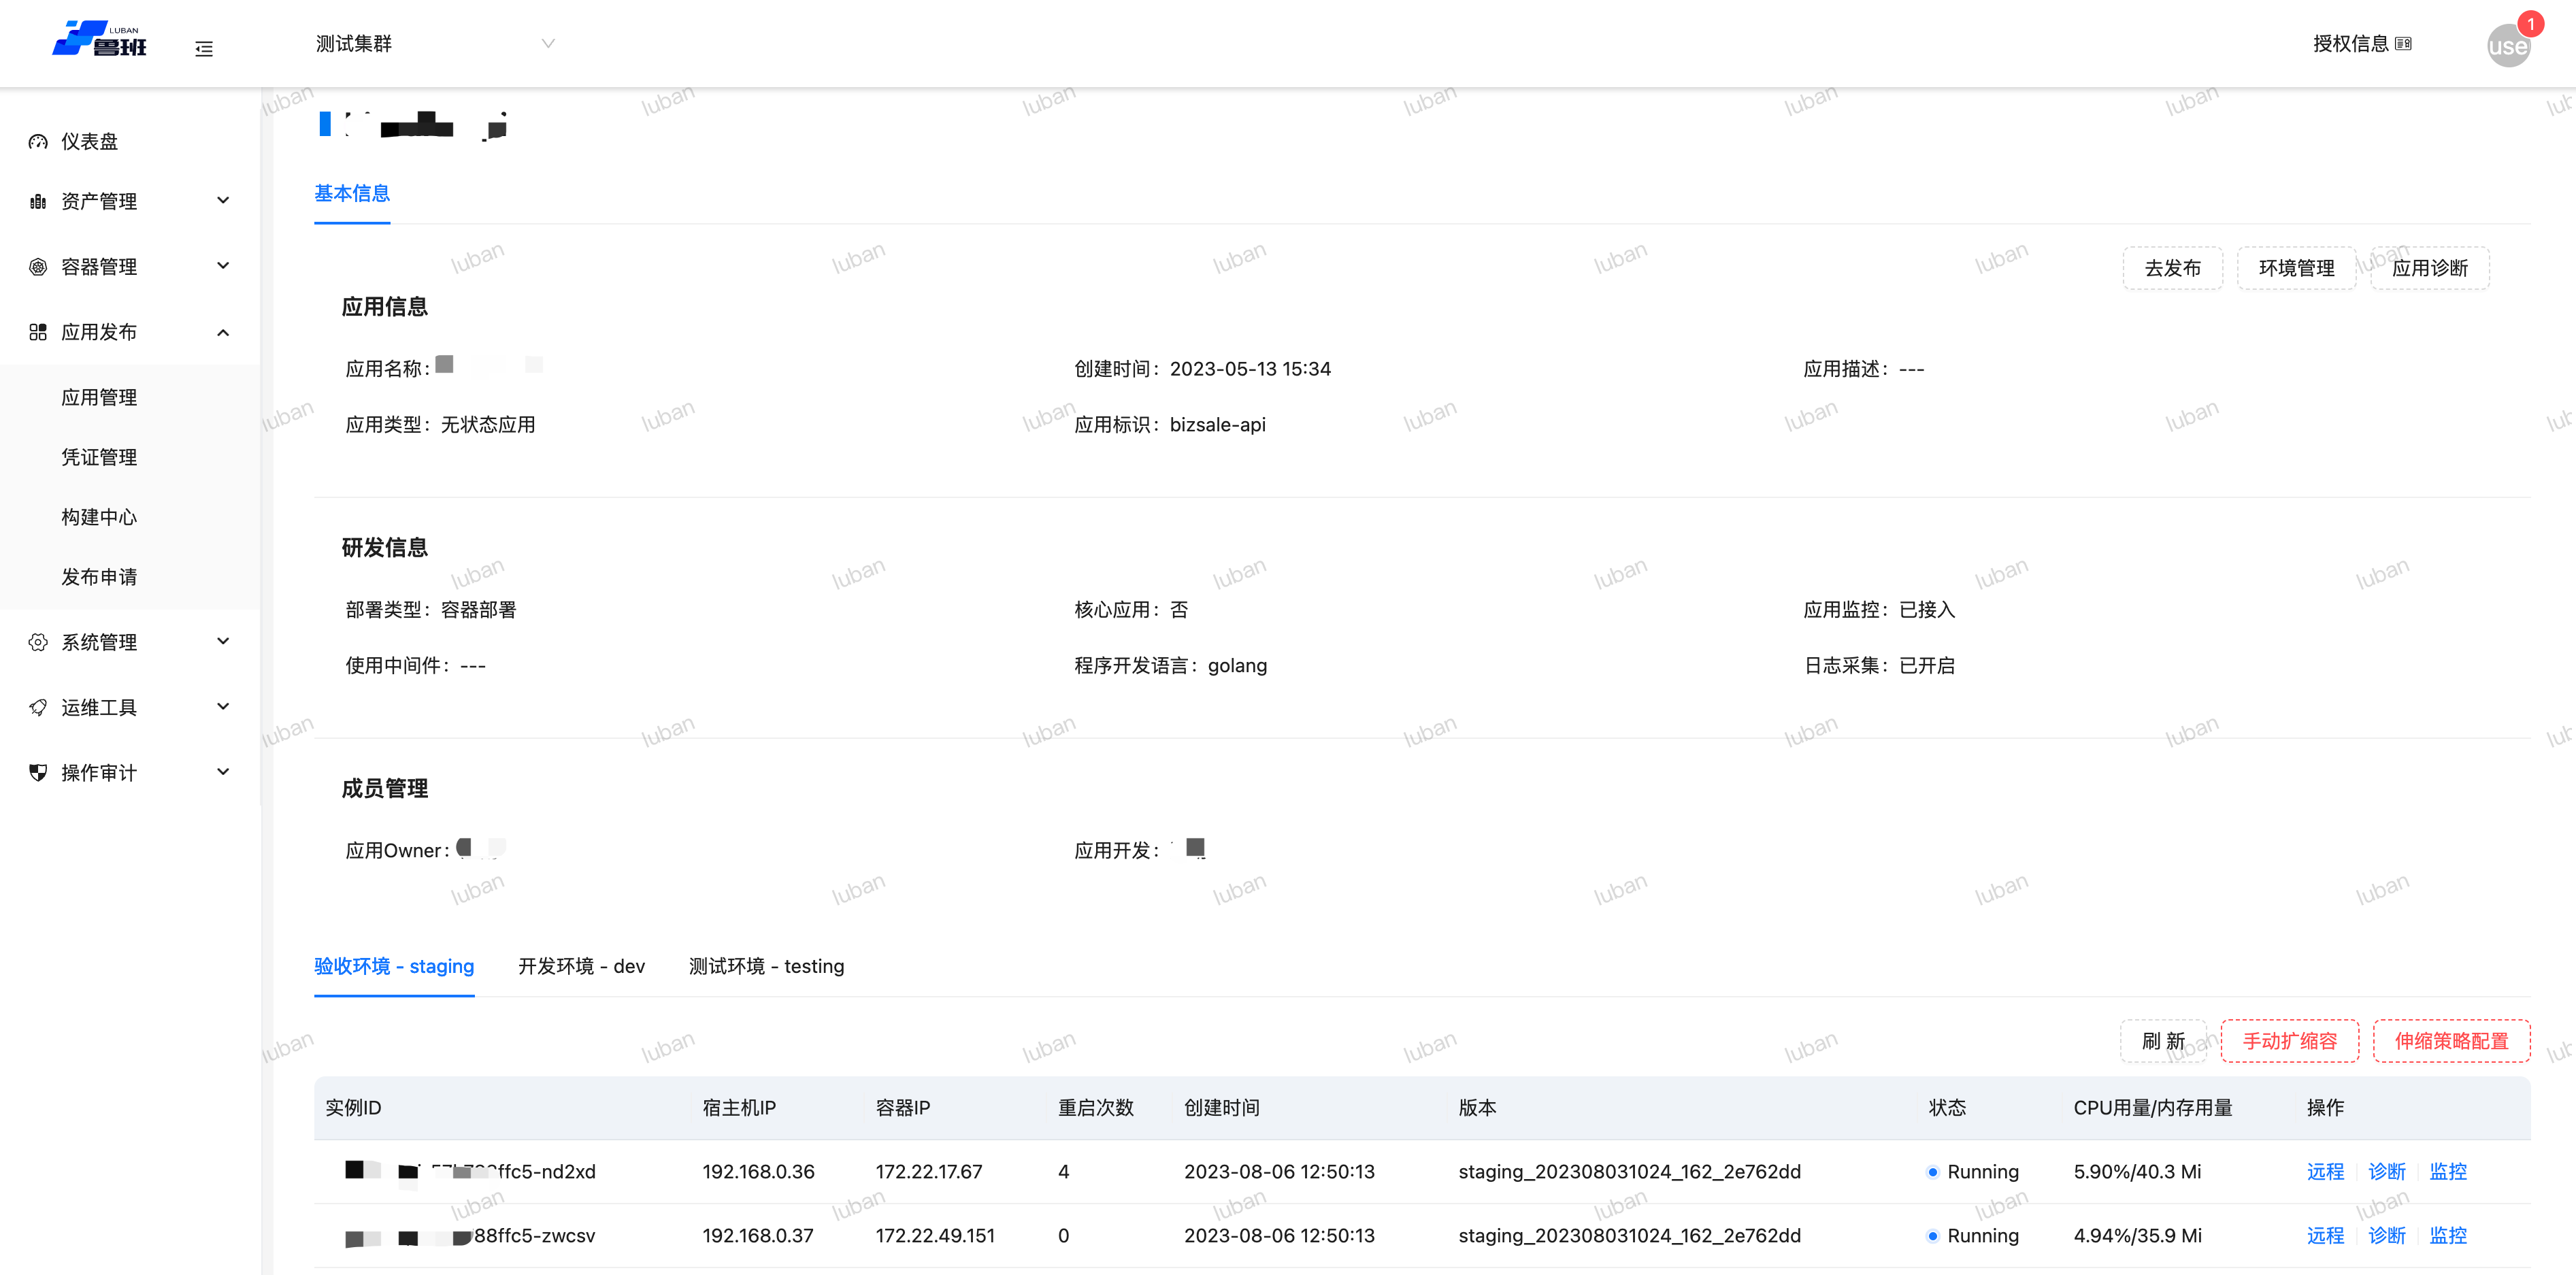 LUBAN
鲁班
测试集群
授权信息
use
1
仪表盘
资产管理
容器管理
应用发布
应用管理
凭证管理
构建中心
发布申请
系统管理
运维工具
操作审计
基本信息
去发布 环境管理 应用诊断
应用信息
应用名称: 创建时间: 2023-05-13 15:34 应用描述: ---
应用类型: 无状态应用 应用标识: bizsale-api
研发信息
部署类型: 容器部署 核心应用: 否 应用监控: 已接入
使用中间件: --- 程序开发语言: golang 日志采集: 已开启
成员管理
应用Owner: 应用开发:
验收环境 - staging 开发环境 - dev 测试环境 - testing
刷 新 手动扩缩容 伸缩策略配置
实例ID 宿主机IP 容器IP 重启次数 创建时间 版本 状态 CPU用量/内存用量 操作
ffc5-nd2xd 192.168.0.36 172.22.17.67 4 2023-08-06 12:50:13 staging_202308031024_162_2e762dd Running 5.90%/40.3 Mi 远程 诊断 监控
88ffc5-zwcsv 192.168.0.37 172.22.49.151 0 2023-08-06 12:50:13 staging_202308031024_162_2e762dd Running 4.94%/35.9 Mi 远程 诊断 监控
luban